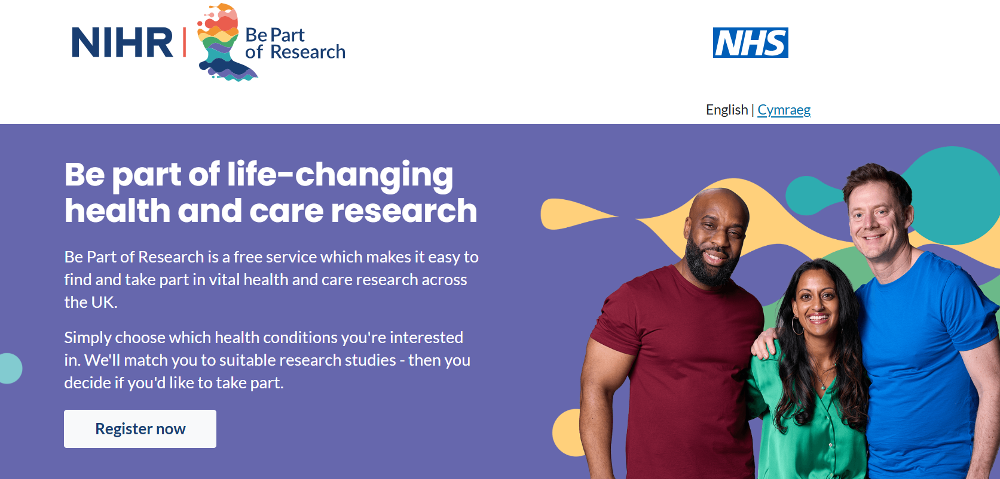 NIHR | Be Part
of Research
NHS
English | Cymraeg
Be part of life-changing
health and care research
Be Part of Research is a free service which makes it easy to
find and take part in vital health and care research across
the UK.
Simply choose which health conditions you're interested
in. We'll match you to suitable research studies - then you
decide if you'd like to take part.
Register now